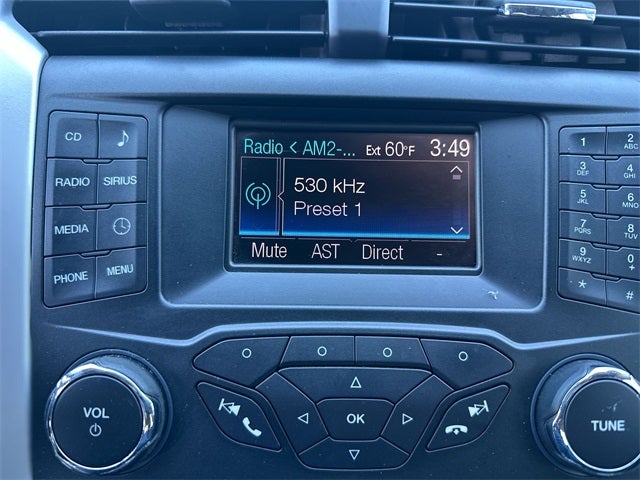 Radio < AM2-... Ext 60°F 3:49
530 kHz
Preset 1
Mute AST Direct -
CD
RADIO SIRIUS
MEDIA
PHONE MENU
1 2 ABC
3 DEF 4 GHI
5 JKL 6 MNO
7 PQRS 8 TUV
9 WXYZ 0 +
* #
OK
VOL
TUNE